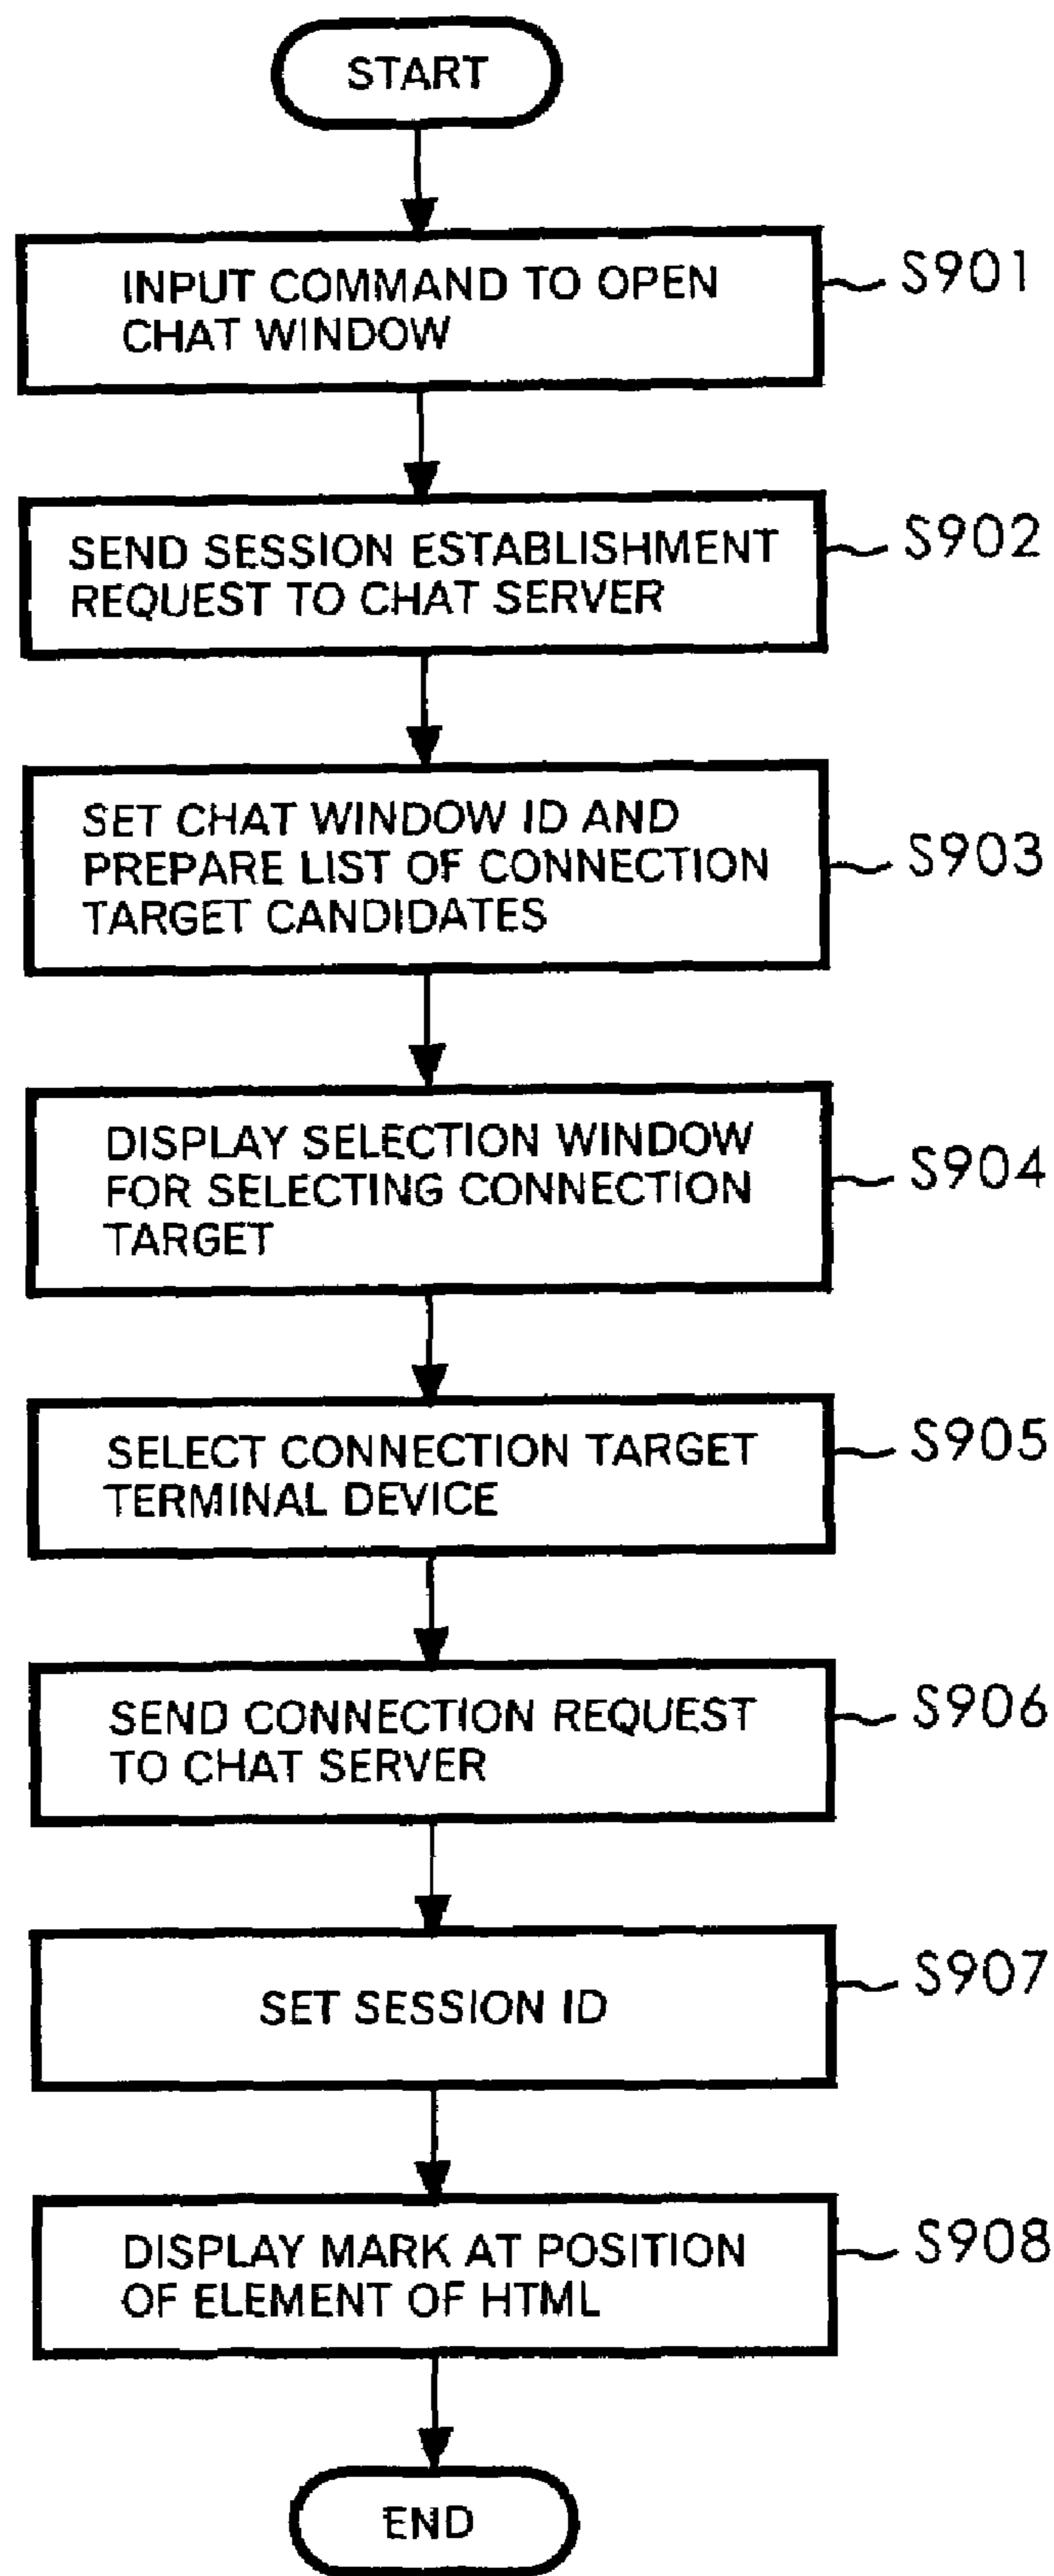 START
INPUT COMMAND TO OPEN
CHAT WINDOW
S901
SEND SESSION ESTABLISHMENT
REQUEST TO CHAT SERVER
S902
SET CHAT WINDOW ID AND
PREPARE LIST OF CONNECTION
TARGET CANDIDATES
S903
DISPLAY SELECTION WINDOW
FOR SELECTING CONNECTION
TARGET
S904
SELECT CONNECTION TARGET
TERMINAL DEVICE
S905
SEND CONNECTION REQUEST
TO CHAT SERVER
S906
SET SESSION ID
S907
DISPLAY MARK AT POSITION
OF ELEMENT OF HTML
S908
END